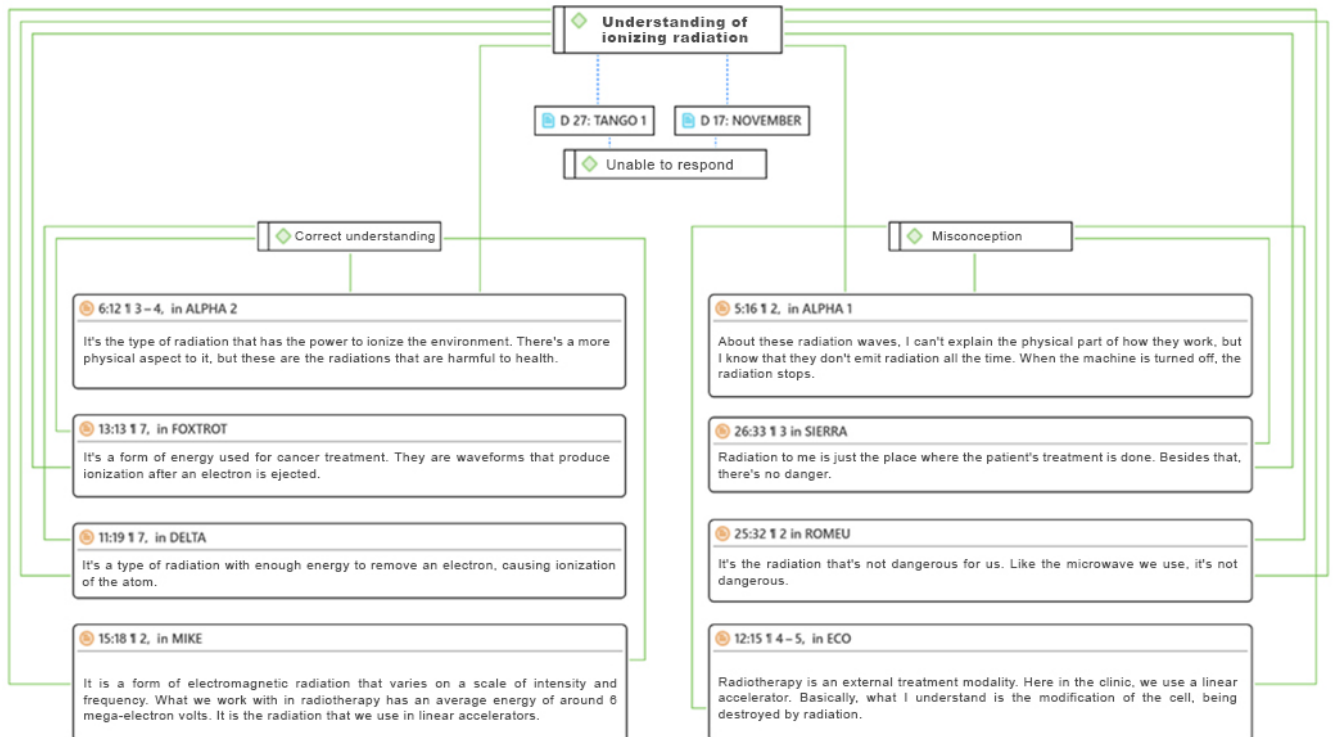 Understanding of
ionizing radiation
D 27: TANGO 1
D 17: NOVEMBER
Unable to respond
Correct understanding
6:12 ¶ 3 – 4, in ALPHA 2
It's the type of radiation that has the power to ionize the environment. There's a more
physical aspect to it, but these are the radiations that are harmful to health.
13:13 ¶ 7, in FOXTROT
It's a form of energy used for cancer treatment. They are waveforms that produce
ionization after an electron is ejected.
11:19 ¶ 7, in DELTA
It's a type of radiation with enough energy to remove an electron, causing ionization
of the atom.
15:18 ¶ 2, in MIKE
It is a form of electromagnetic radiation that varies on a scale of intensity and
frequency. What we work with in radiotherapy has an average energy of around 6
mega-electron volts. It is the radiation that we use in linear accelerators.
Misconception
5:16 ¶ 2, in ALPHA 1
About these radiation waves, I can't explain the physical part of how they work, but
I know that they don't emit radiation all the time. When the machine is turned off, the
radiation stops.
26:33 ¶ 3 in SIERRA
Radiation to me is just the place where the patient's treatment is done. Besides that,
there's no danger.
25:32 ¶ 2 in ROMEU
It's the radiation that's not dangerous for us. Like the microwave we use, it's not
dangerous.
12:15 ¶ 4 – 5, in ECO
Radiotherapy is an external treatment modality. Here in the clinic, we use a linear
accelerator. Basically, what I understand is the modification of the cell, being
destroyed by radiation.